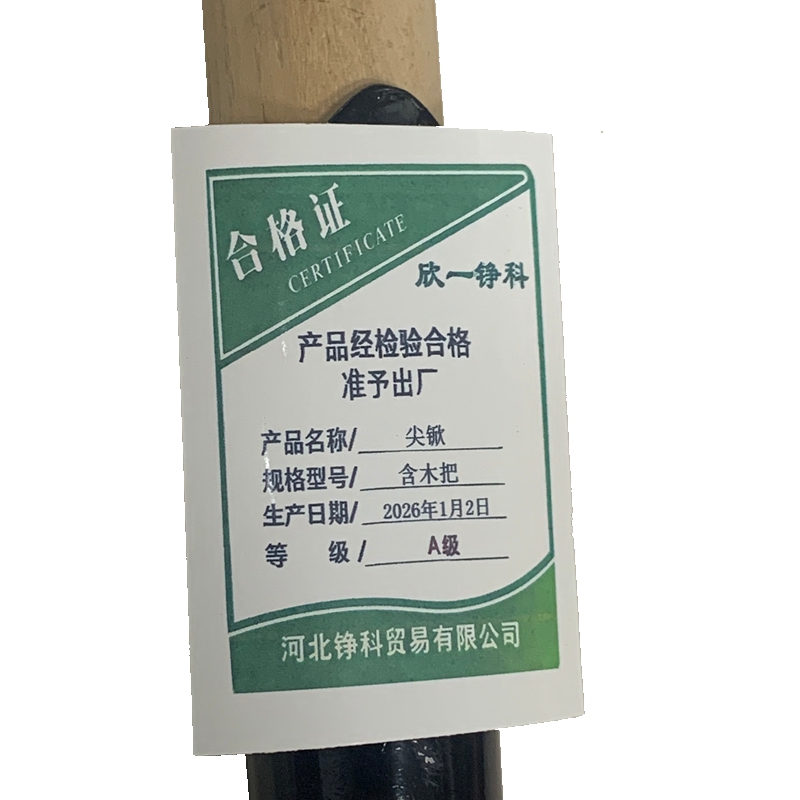 合格证
CERTIFICATE
欣一铮科
产品经检验合格
准予出厂
产品名称/ 尖锹
规格型号/ 含木把
生产日期/ 2026年1月2日
等 级/ A级
河北铮科贸易有限公司